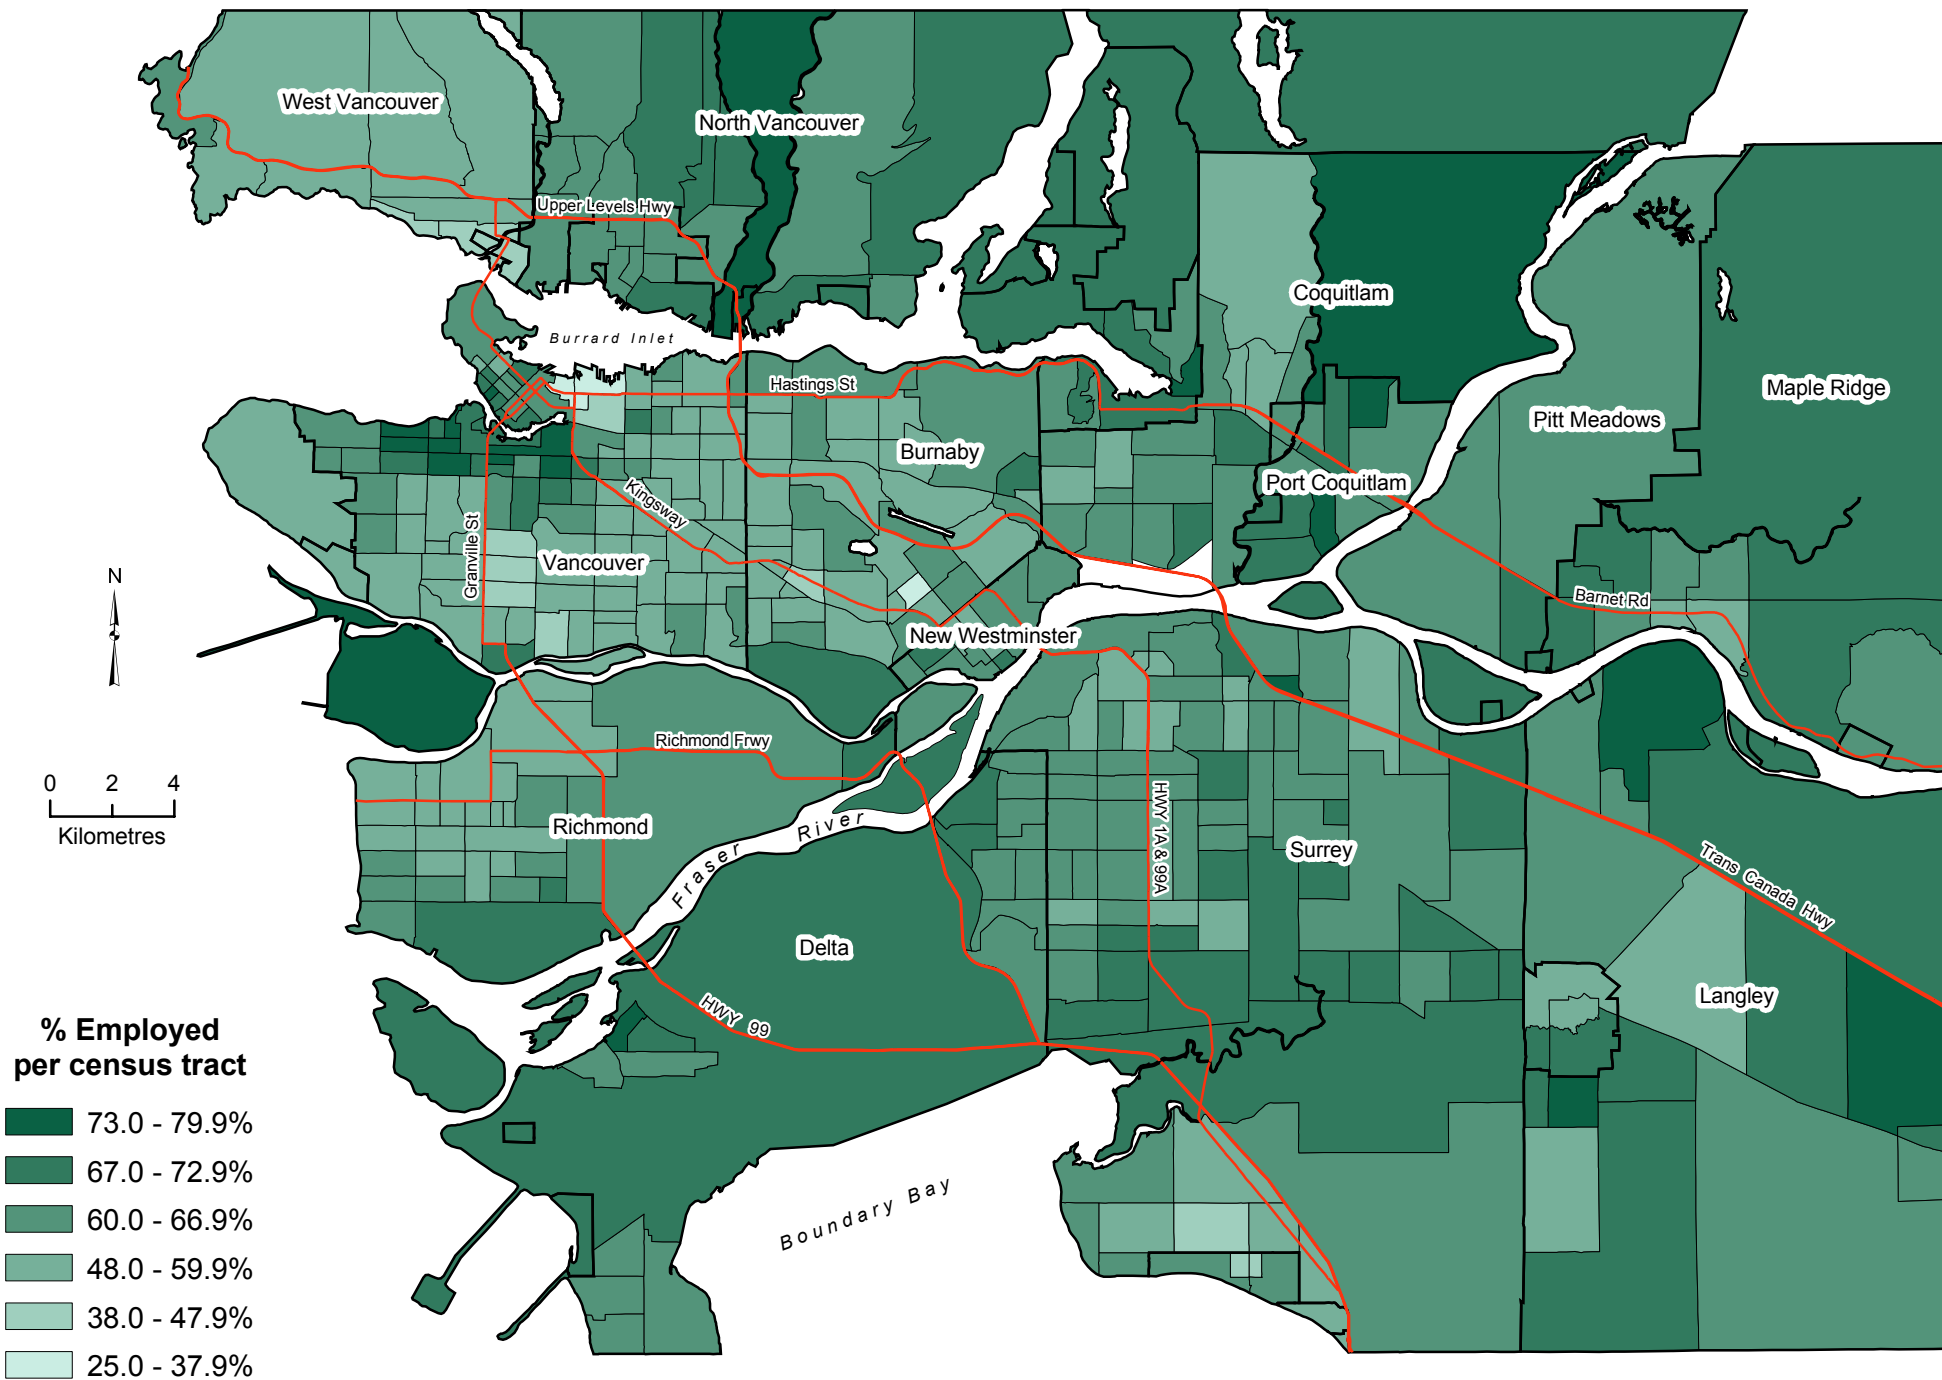 West Vancouver
North Vancouver
Upper Levels Hwy
Coquitlam
Burrard Inlet
Hastings St
Maple Ridge
Pitt Meadows
Burnaby
Port Coquitlam
Kingsway
Granville St
Vancouver
N
Barnet Rd
New Westminster
Richmond Frwy
0 2 4
Kilometres
HWY 1A & 99A
Richmond
Fraser River
Surrey
Trans Canada Hwy
Delta
Langley
HWY 99
% Employed
per census tract
73.0 - 79.9%
67.0 - 72.9%
60.0 - 66.9%
48.0 - 59.9%
38.0 - 47.9%
25.0 - 37.9%
Boundary Bay